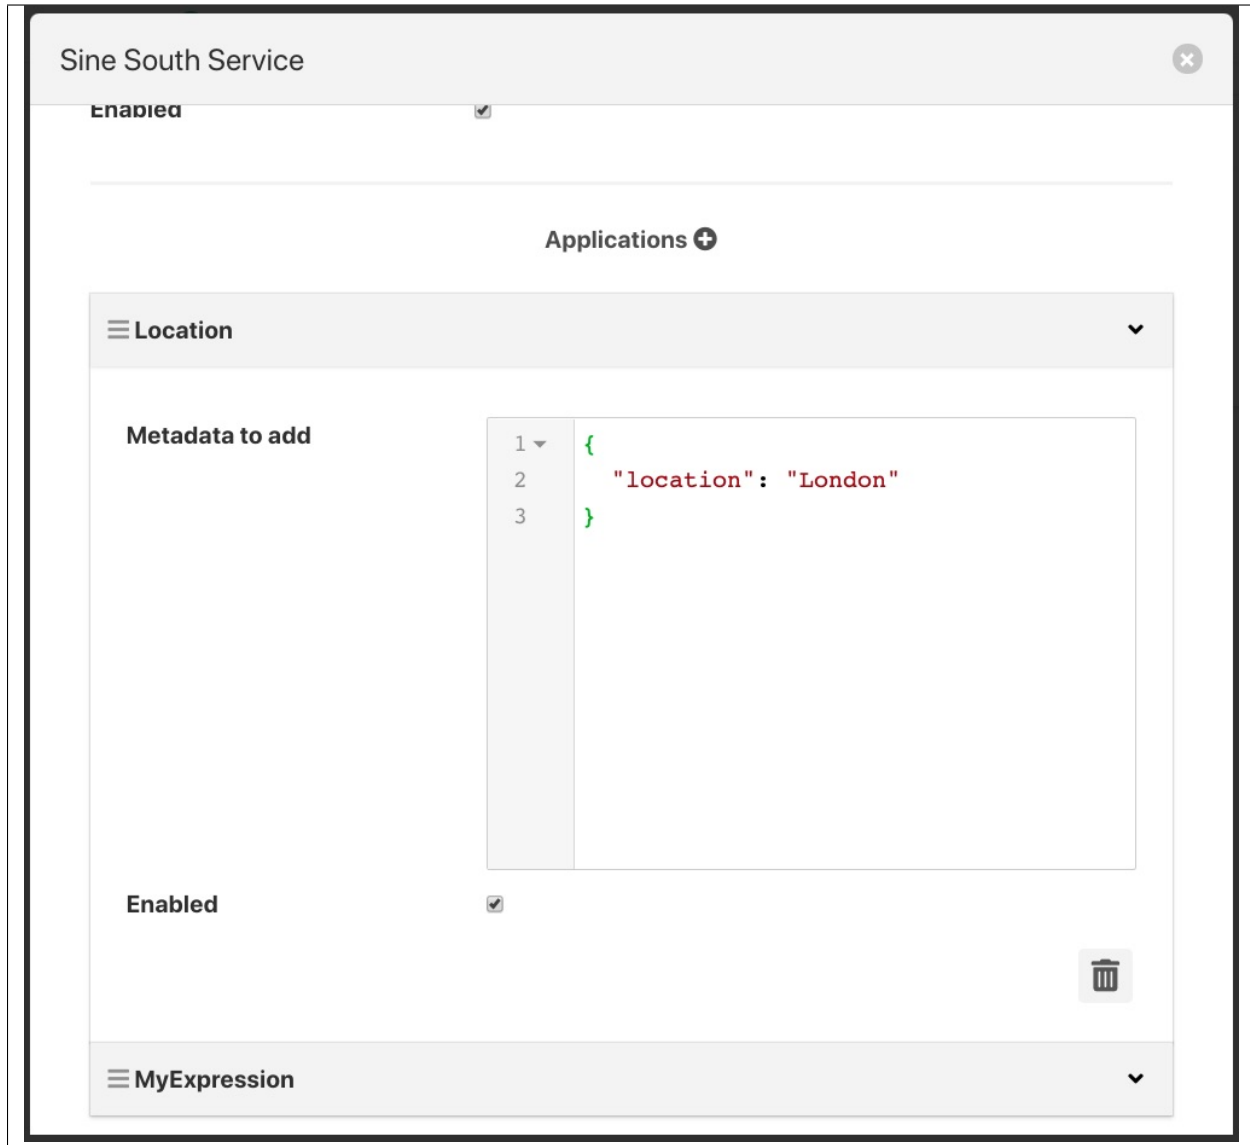 Sine South Service
Enabled
Applications
Location
Metadata to add
1 {
2 "location": "London"
3 }
Enabled
MyExpression